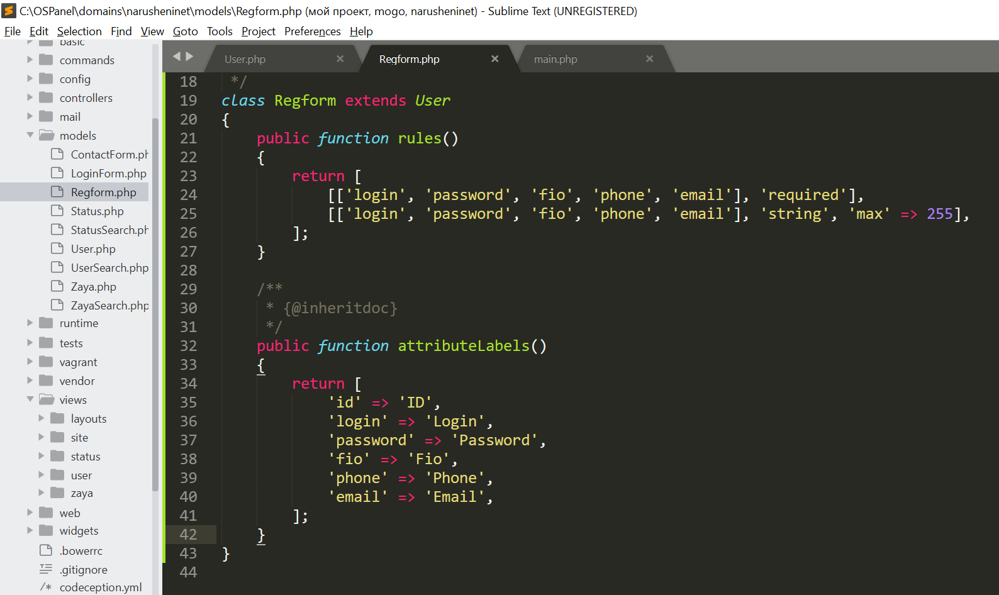 C:\OSPanel\domains\narusheninet\models\Regform.php (мой проект, mogo, narusheninet) - Sublime Text (UNREGISTERED)
File Edit Selection Find View Goto Tools Project Preferences Help
basic
commands
config
controllers
mail
models
ContactForm.ph
LoginForm.php
Regform.php
Status.php
StatusSearch.ph
User.php
UserSearch.php
Zaya.php
ZayaSearch.php
runtime
tests
vagrant
vendor
views
layouts
site
status
user
zaya
web
widgets
.bowerrc
.gitignore
/* codeception.yml
User.php × Regform.php × main.php ×
18 */
19 class Regform extends User
20 {
21 public function rules()
22 {
23 return [
24 [['login', 'password', 'fio', 'phone', 'email'], 'required'],
25 [['login', 'password', 'fio', 'phone', 'email'], 'string', 'max' => 255],
26 ];
27 }
28
29 /**
30 * {@inheritdoc}
31 */
32 public function attributeLabels()
33 {
34 return [
35 'id' => 'ID',
36 'login' => 'Login',
37 'password' => 'Password',
38 'fio' => 'Fio',
39 'phone' => 'Phone',
40 'email' => 'Email',
41 ];
42 }
43 }
44